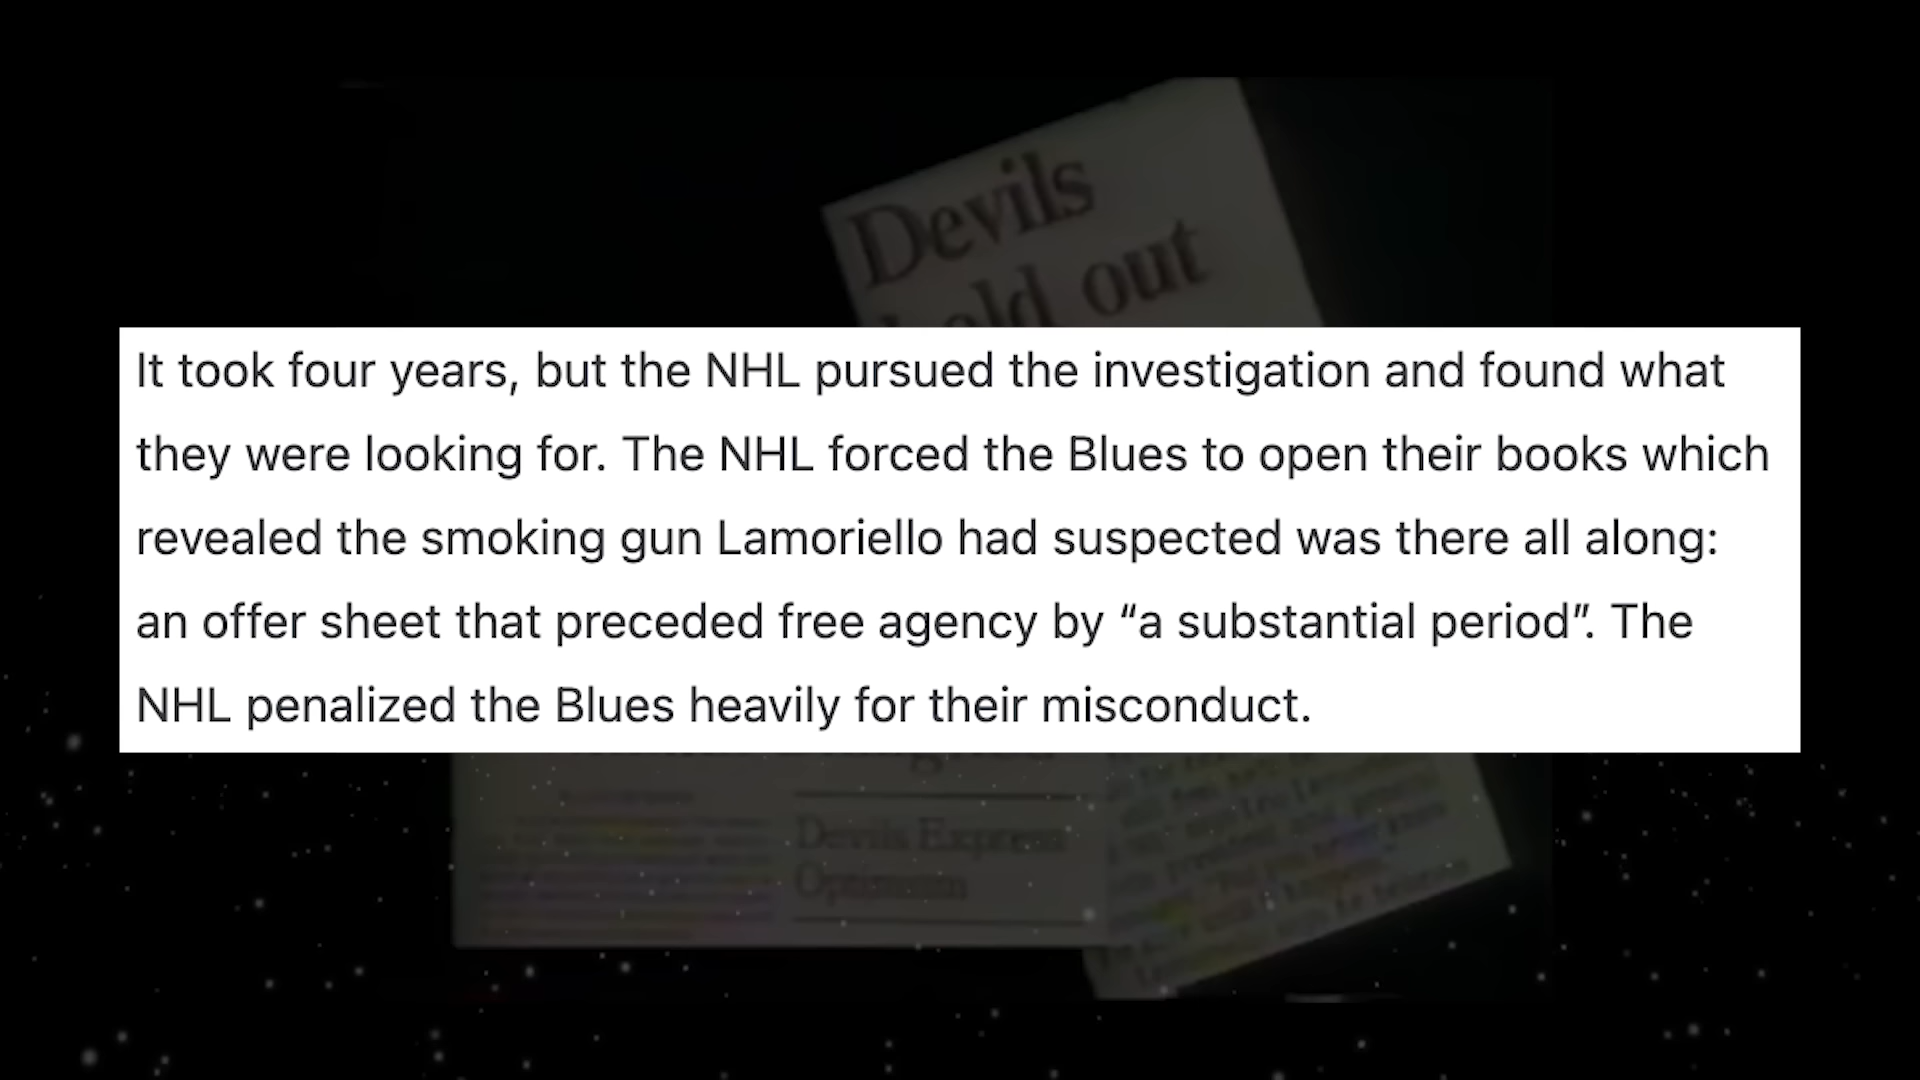 Devils
hold out
It took four years, but the NHL pursued the investigation and found what
they were looking for. The NHL forced the Blues to open their books which
revealed the smoking gun Lamoriello had suspected was there all along:
an offer sheet that preceded free agency by “a substantial period”. The
NHL penalized the Blues heavily for their misconduct.
Devils Express
Optimism